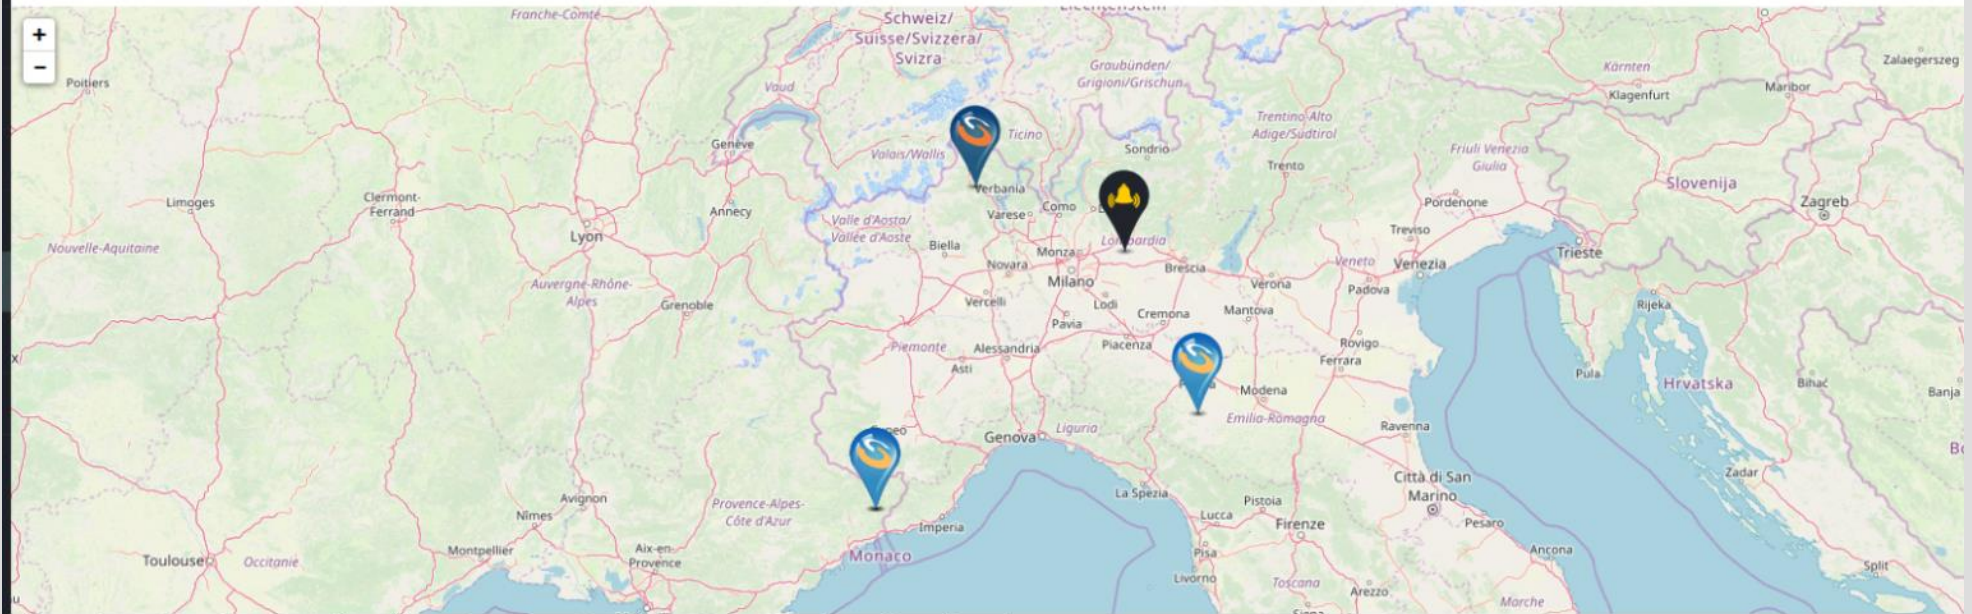 Franche-Comté
Schweiz/
Suisse/Svizzera/
Svizra
Liechtenstein
+
−
Poitiers
Vaud
Graubünden/
Grigioni/Grischun
Kärnten
Klagenfurt
Maribor
Zalaegerszeg
Genève
Valais/Wallis
Ticino
Sondrio
Trentino-Alto
Adige/Südtirol
Trento
Friuli Venezia
Giulia
Slovenija
Limoges
Clermont-
Ferrand
Annecy
Verbania
Varese
Como
Pordenone
Zagreb
Nouvelle-Aquitaine
Lyon
Valle d'Aosta/
Vallée d'Aoste
Biella
Monza
Lombardia
Treviso
Trieste
Novara
Milano
Brescia
Verona
Veneto
Venezia
Padova
Auvergne-Rhône-
Alpes
Grenoble
Vercelli
Lodi
Pavia
Cremona
Mantova
Rijeka
Piemonte
Alessandria
Asti
Piacenza
Rovigo
Ferrara
Pula
Hrvatska
Bihać
Banja
Modena
Emilia-Romagna
Cuneo
Genova
Liguria
Ravenna
Avignon
Nîmes
Provence-Alpes-
Côte d'Azur
Imperia
La Spezia
Pistoia
Lucca
Firenze
Città di San
Marino
Pesaro
Zadar
Toulouse
Occitanie
Montpellier
Aix-en-
Provence
Monaco
Pisa
Livorno
Toscana
Arezzo
Ancona
Marche
Split